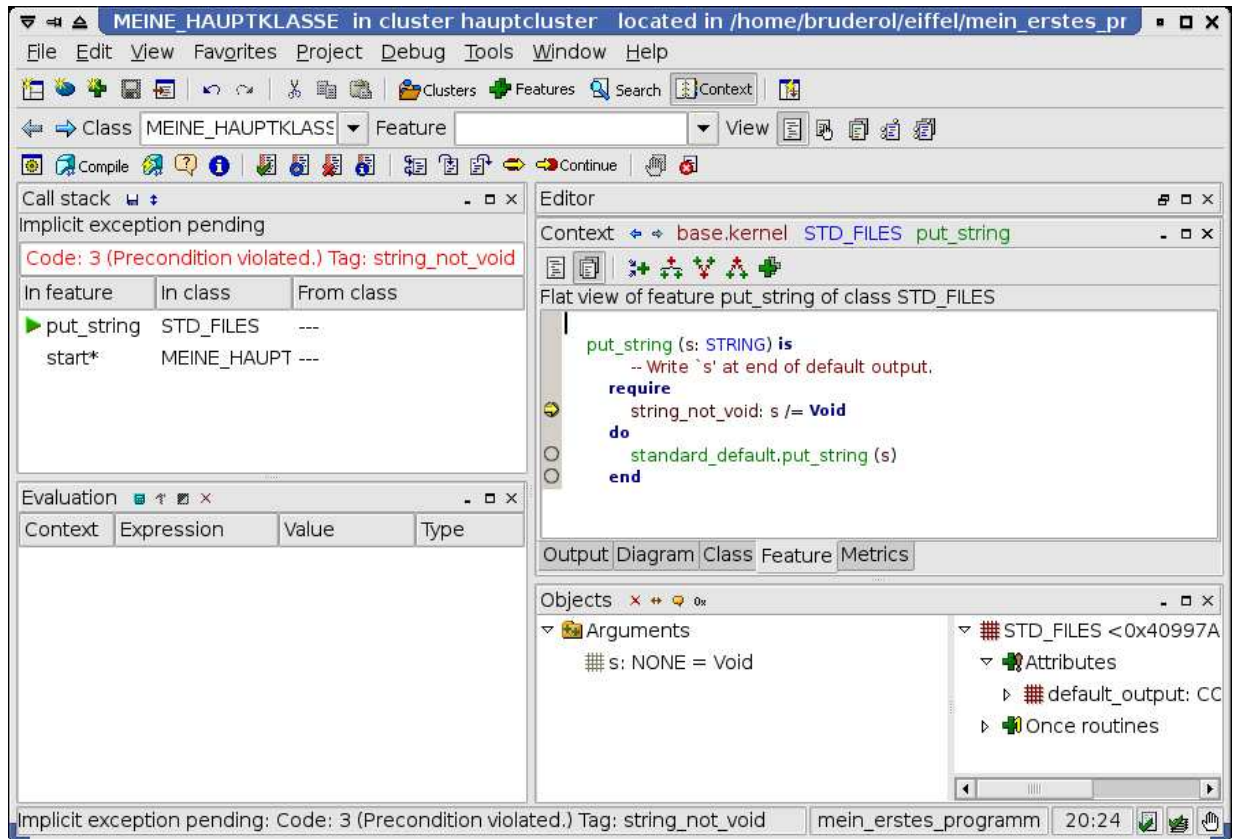 MEINE_HAUPTKLASSE in cluster hauptcluster located in /home/bruderol/eiffel/mein_erstes_pr
File Edit View Favorites Project Debug Tools Window Help
Clusters Features Search Context
Class MEINE_HAUPTKLASS Feature View
Compile Continue
Call stack
Implicit exception pending
Code: 3 (Precondition violated.) Tag: string_not_void
In feature In class From class
put_string STD_FILES ---
start* MEINE_HAUPT ---
Evaluation
Context Expression Value Type
Editor
Context base.kernel STD_FILES put_string
Flat view of feature put_string of class STD_FILES
put_string (s: STRING) is
-- Write `s' at end of default output.
require
string_not_void: s /= Void
do
standard_default.put_string (s)
end
Output Diagram Class Feature Metrics
Objects 0x
Arguments
s: NONE = Void
STD_FILES <0x40997A
Attributes
default_output: CO
Once routines
Implicit exception pending: Code: 3 (Precondition violated.) Tag: string_not_void mein_erstes_programm 20:24